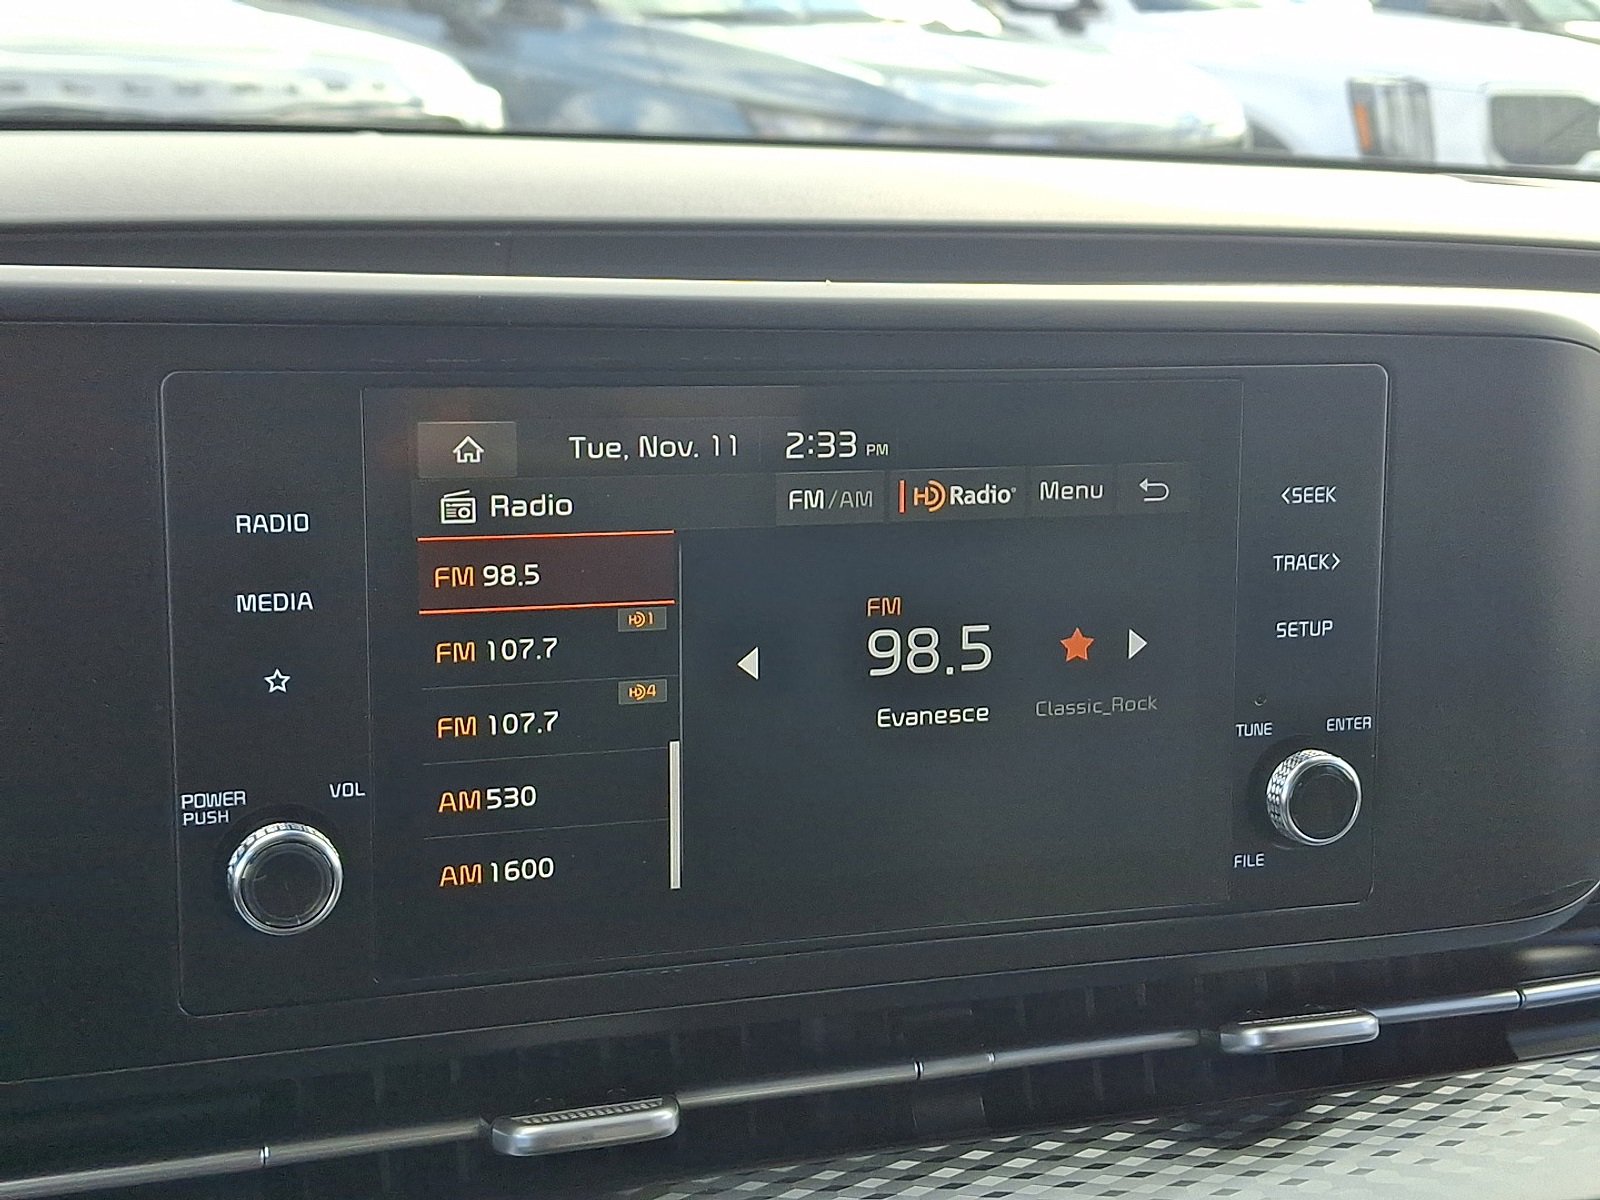 Tue, Nov. 11 2:33 PM
Radio FM/AM HD Radio® Menu
FM 98.5
HD1
FM 107.7
HD4
FM 107.7
AM 530
AM 1600
FM
98.5
Evanesce Classic_Rock
RADIO
MEDIA
POWER
PUSH
VOL
<SEEK
TRACK>
SETUP
TUNE
ENTER
FILE